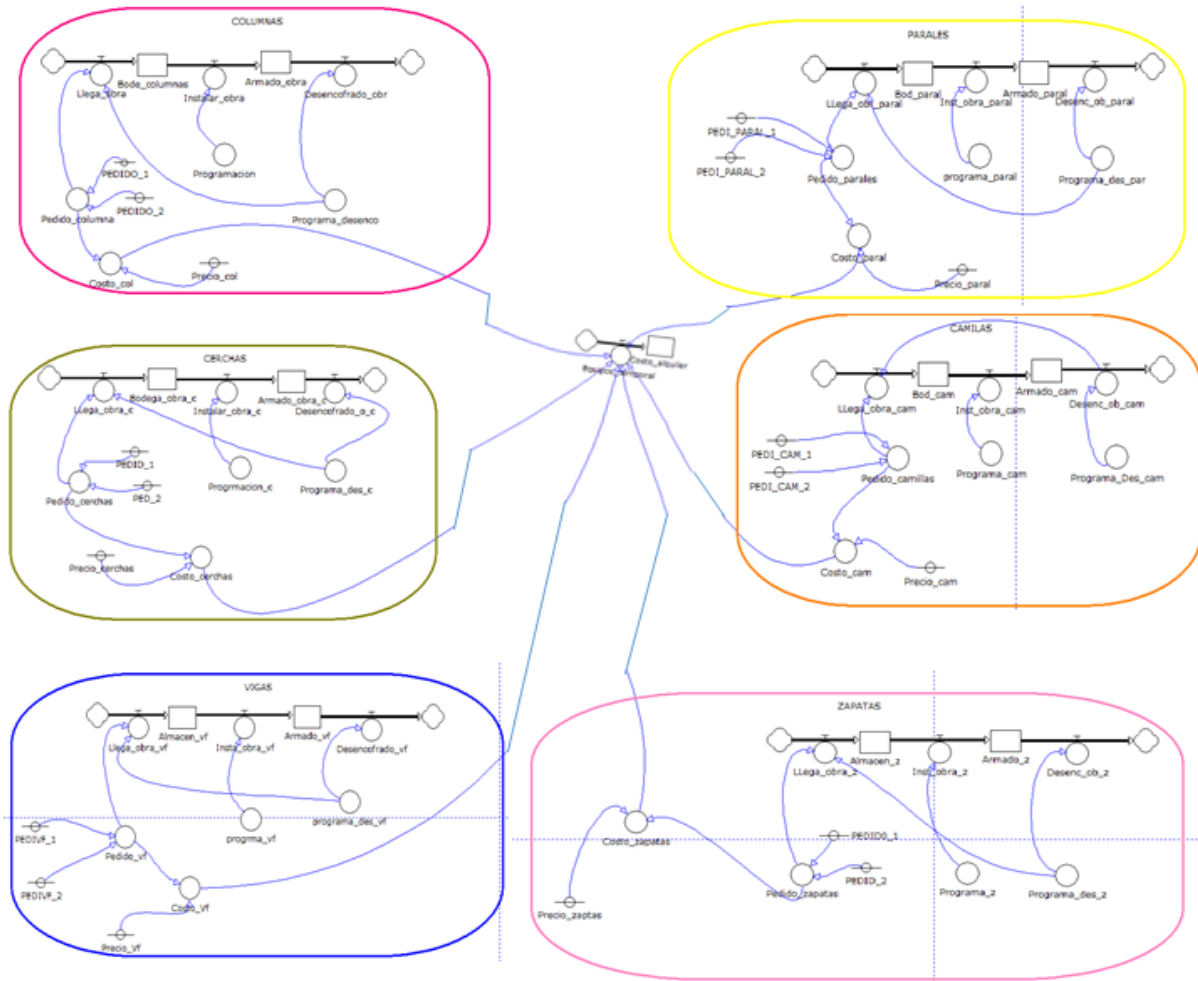 COLUMNAS
Bode_columnas
Armado_obra
Llega_obra
Instalar_obra
Desencofrado_obr
PEDIDO_1
Programacion
PEDIDO_2
Pedido_columna
Programa_desenco
Precio_col
Costo_col
PARALES
Bod_paral
Armado_paral
LLega_obr_paral
Inst_obra_paral
Desenc_ob_paral
PEDI_PARAL_1
PEDI_PARAL_2
Pedido_parales
programa_paral
Programa_des_par
Costo_paral
Precio_paral
Costo_alquiler
CERCHAS
Bodega_obra_c
Armado_obra_c
LLega_obra_c
Instalar_obra_c
Desencofrado_o_c
PEDID_1
PED_2
Pedido_cerchas
Progrmacion_c
Programa_des_c
Precio_cerchas
Costo_cerchas
CAMILAS
Bod_cam
Armado_cam
LLega_obra_cam
Inst_obra_cam
Desenc_ob_cam
PEDI_CAM_1
PEDI_CAM_2
Pedido_camillas
Programa_cam
Programa_Des_cam
Costo_cam
Precio_cam
VIGAS
Almacen_vf
Armado_vf
Llega_obra_vf
Insta_obra_vf
Desencofrado_vf
programa_des_vf
PEDIVF_1
Pedido_vf
progrma_vf
PEDIVF_2
Costo_Vf
Precio_Vf
ZAPATAS
Almacen_z
Armado_z
LLega_obra_z
Inst_obra_z
Desenc_ob_z
Costo_zapatas
PEDIDO_1
PEDID_2
Pedido_zapatas
Programa_z
Programa_des_z
Precio_zaptas